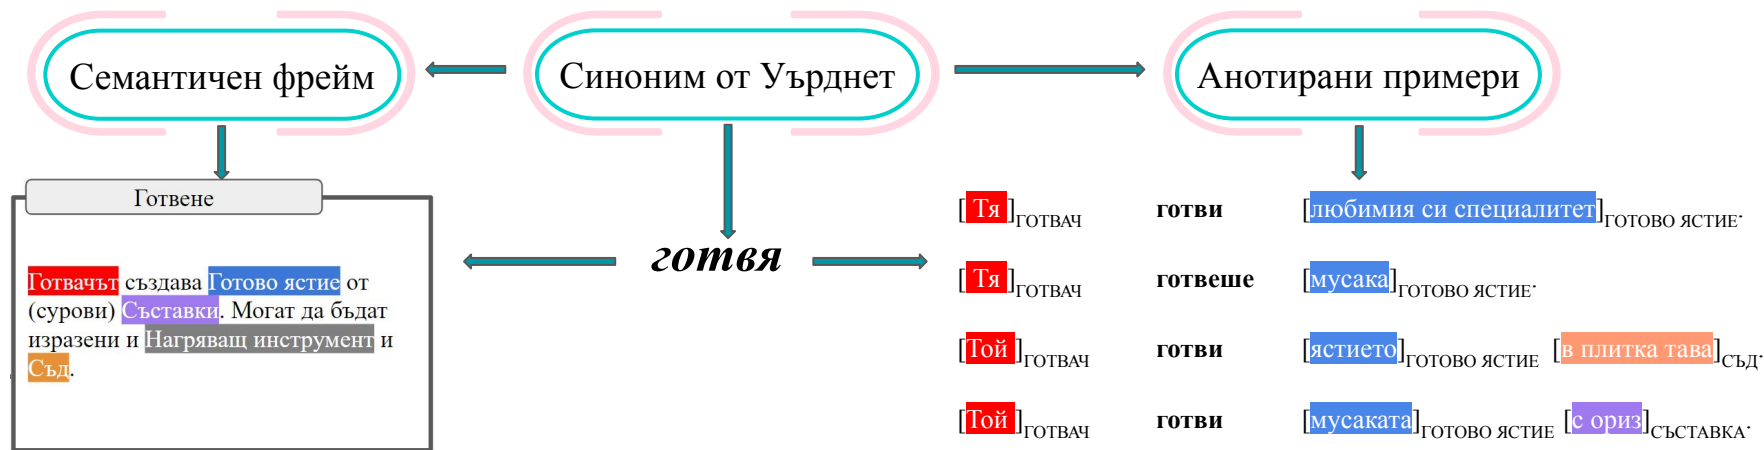 Семантичен фрейм
Синоним от Уърднет
Анотирани примери
Готвене
Готвачът създава Готово ястие от
(сурови) Съставки. Могат да бъдат
изразени и Нагряващ инструмент и
Съд.
готвя
[ Тя ]ГОТВАЧ готви [любимия си специалитет]ГОТОВО ЯСТИЕ.
[ Тя ]ГОТВАЧ готвеше [мусака]ГОТОВО ЯСТИЕ.
[Той ]ГОТВАЧ готви [ястието]ГОТОВО ЯСТИЕ [в плитка тава]СЪД.
[Той ]ГОТВАЧ готви [мусаката]ГОТОВО ЯСТИЕ [с ориз]СЪСТАВКА.